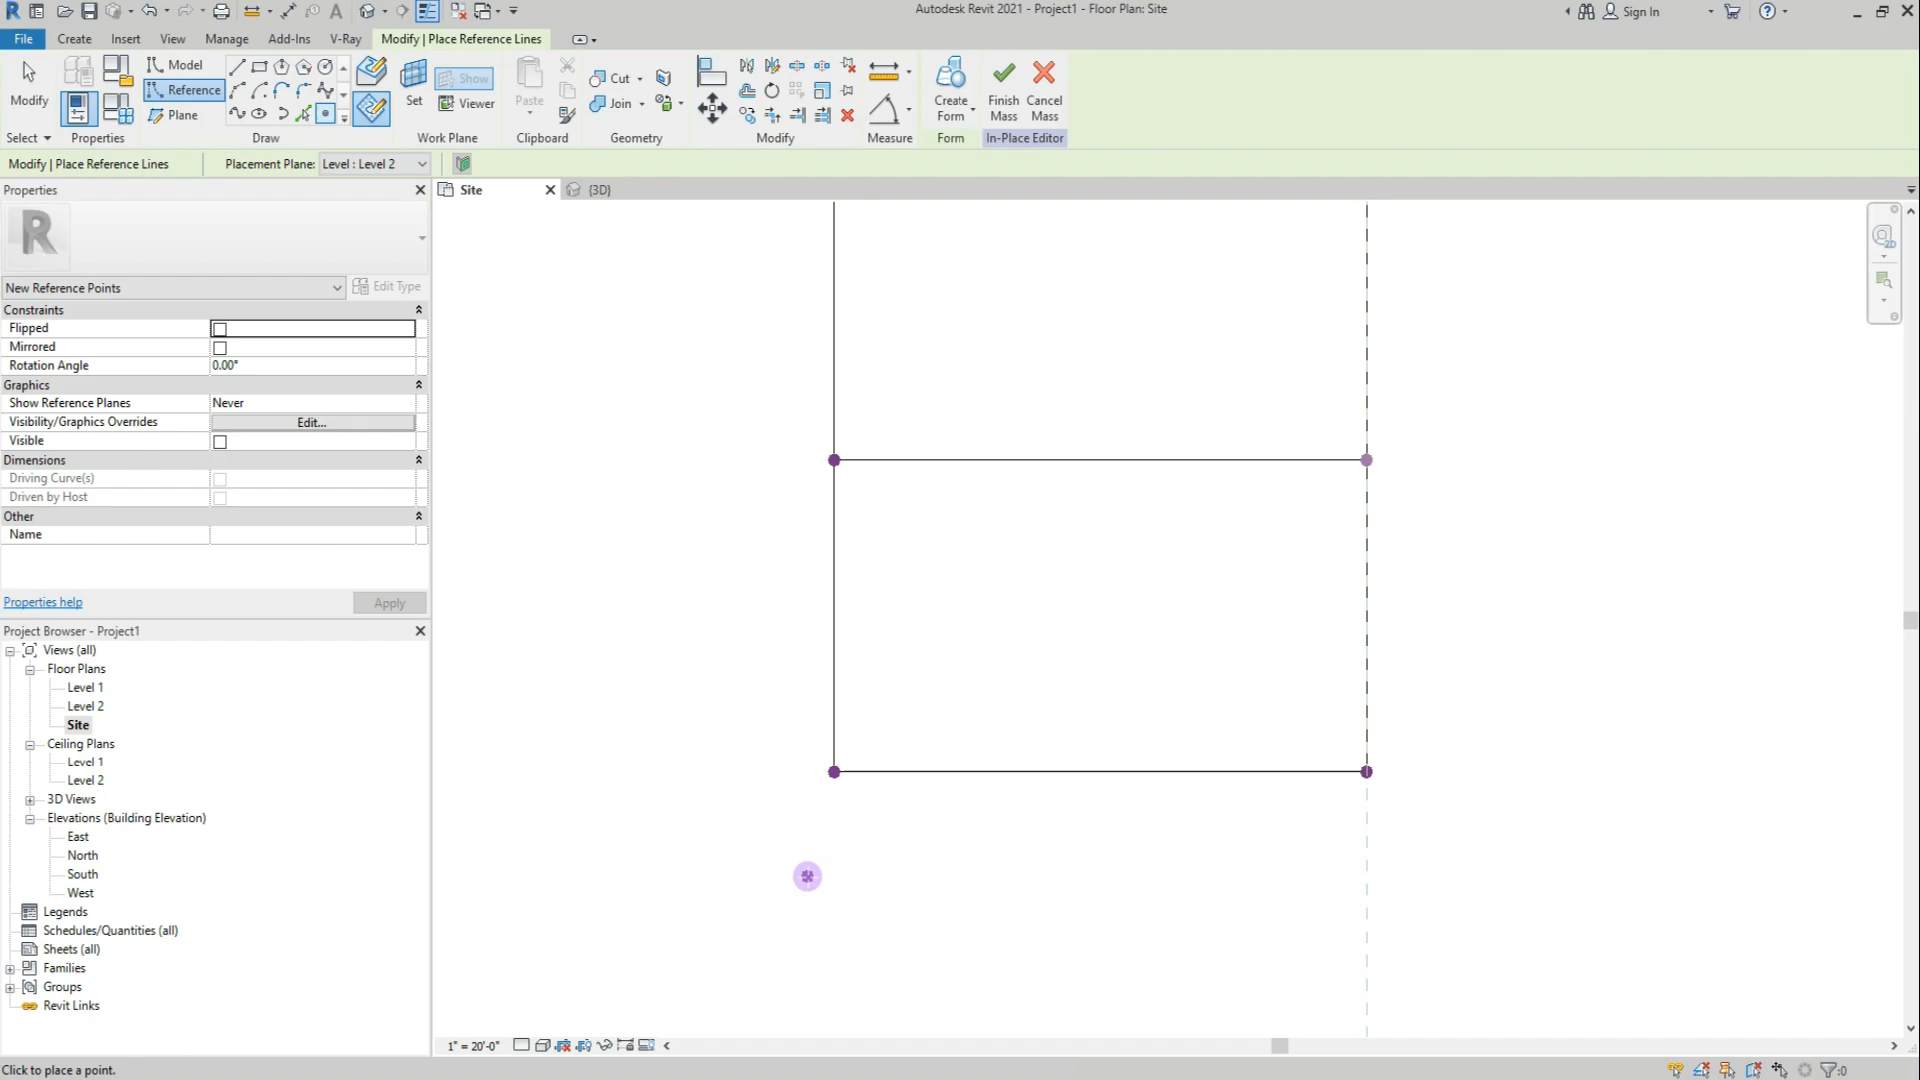 Autodesk Revit 2021 - Project1 - Floor Plan: Site
Sign In
File
Create
Insert
View
Manage
Add-Ins
V-Ray
Modify | Place Reference Lines
Modify
Select
Properties
Model
Reference
Plane
Draw
Set
Show
Viewer
Work Plane
Paste
Clipboard
Cut
Join
Geometry
Modify
Measure
Create Form
Form
Finish Mass
Cancel Mass
In-Place Editor
Modify | Place Reference Lines
Placement Plane: Level : Level 2
Properties
Site
{3D}
2D
R
New Reference Points
Edit Type
Constraints
Flipped
Mirrored
Rotation Angle 0.00°
Graphics
Show Reference Planes Never
Visibility/Graphics Overrides Edit...
Visible
Dimensions
Driving Curve(s)
Driven by Host
Other
Name
Properties help
Apply
Project Browser - Project1
Views (all)
Floor Plans
Level 1
Level 2
Site
Ceiling Plans
Level 1
Level 2
3D Views
Elevations (Building Elevation)
East
North
South
West
Legends
Schedules/Quantities (all)
Sheets (all)
Families
Groups
Revit Links
1" = 20'-0"
Click to place a point.
:0